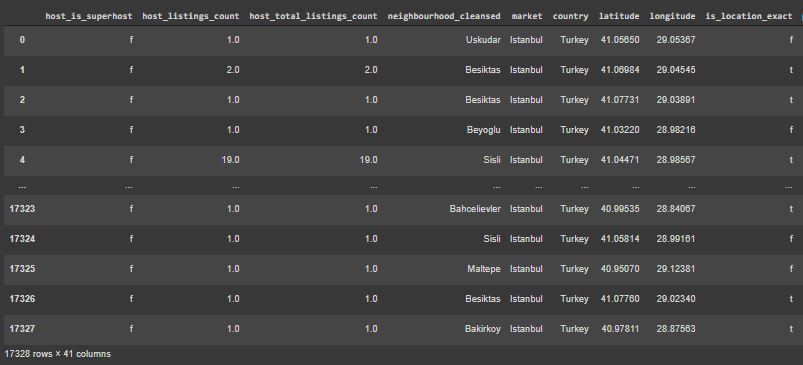 host_is_superhost host_listings_count host_total_listings_count neighbourhood_cleansed market country latitude longitude is_location_exact
0 f 1.0 1.0 Uskudar Istanbul Turkey 41.05650 29.05367 f
1 f 2.0 2.0 Besiktas Istanbul Turkey 41.06984 29.04545 t
2 f 1.0 1.0 Besiktas Istanbul Turkey 41.07731 29.03891 t
3 f 1.0 1.0 Beyoglu Istanbul Turkey 41.03220 28.98216 f
4 f 19.0 19.0 Sisli Istanbul Turkey 41.04471 28.98567 t
... ... ... ... ... ... ... ... ... ...
17323 f 1.0 1.0 Bahcelievler Istanbul Turkey 40.99535 28.84067 t
17324 f 1.0 1.0 Sisli Istanbul Turkey 41.05814 28.99161 f
17325 f 1.0 1.0 Maltepe Istanbul Turkey 40.95070 29.12381 f
17326 f 1.0 1.0 Besiktas Istanbul Turkey 41.07760 29.02340 t
17327 f 1.0 1.0 Bakirkoy Istanbul Turkey 40.97811 28.87563 t
17328 rows × 41 columns